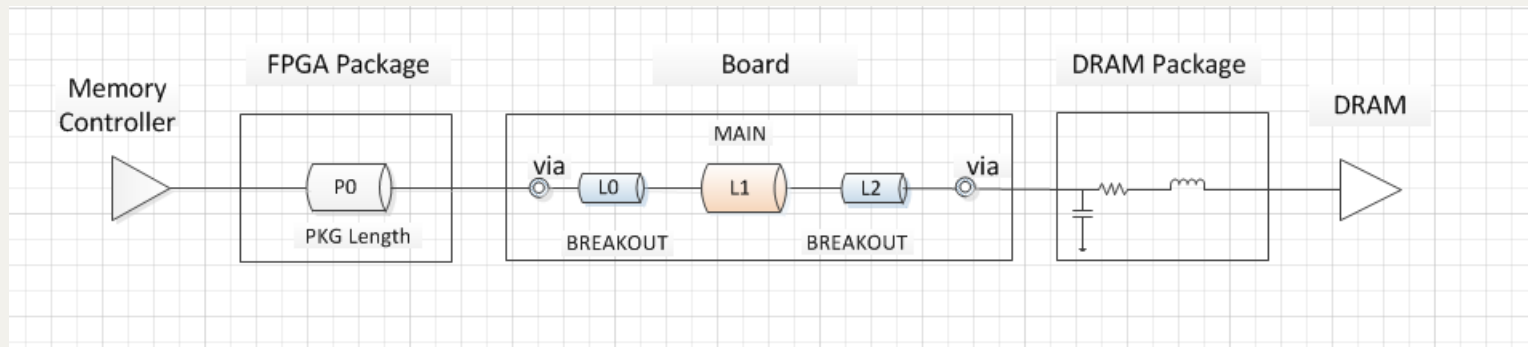 FPGA Package
Board
DRAM Package
Memory
Controller
DRAM
MAIN
via
via
P0
L0
L1
L2
PKG Length
BREAKOUT
BREAKOUT